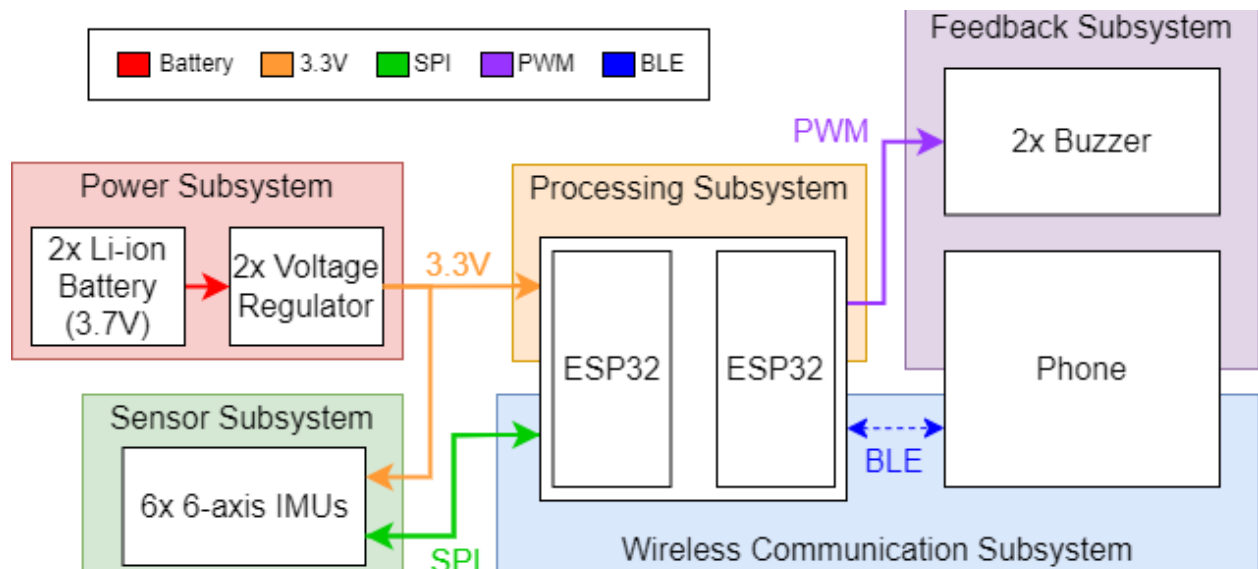 Feedback Subsystem
Battery
3.3V
SPI
PWM
BLE
2x Buzzer
PWM
Power Subsystem
2x Li-ion
Battery
(3.7V)
2x Voltage
Regulator
3.3V
Processing Subsystem
ESP32
ESP32
Phone
Sensor Subsystem
6x 6-axis IMUs
SPI
BLE
Wireless Communication Subsystem